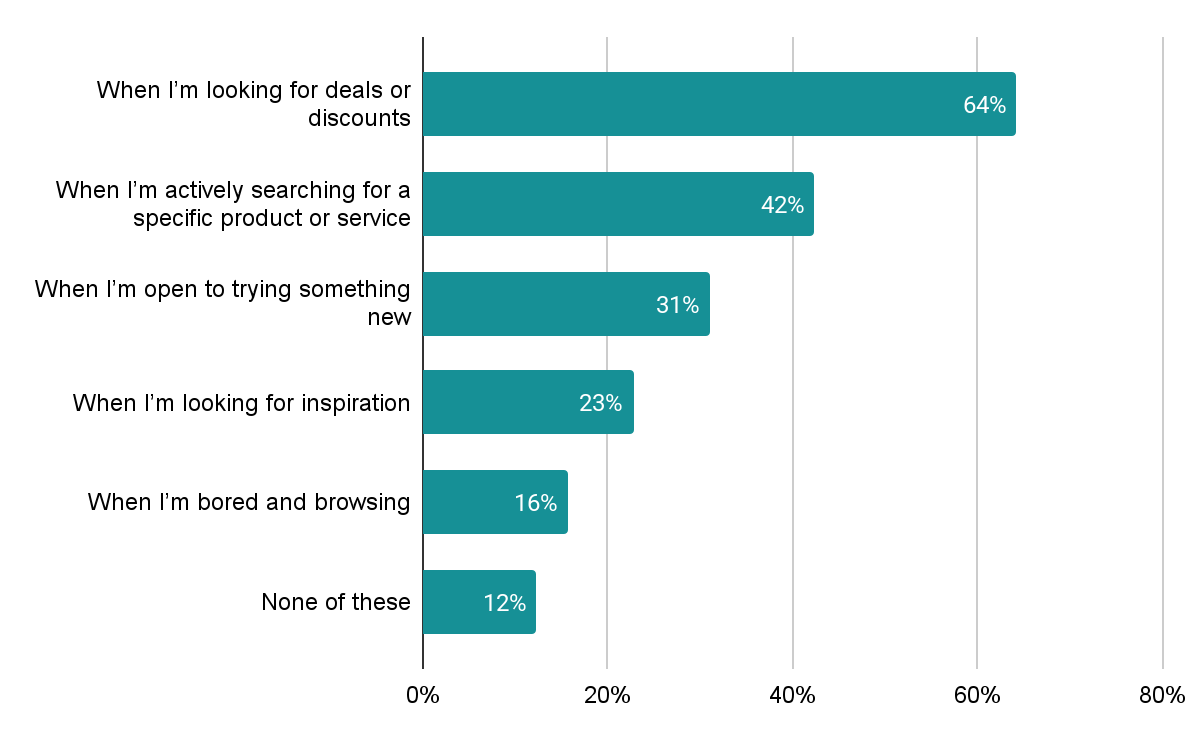 When I’m looking for deals or
discounts
64%
When I’m actively searching for a
specific product or service
42%
When I’m open to trying something
new
31%
When I’m looking for inspiration
23%
When I’m bored and browsing
16%
None of these
12%
0%
20%
40%
60%
80%